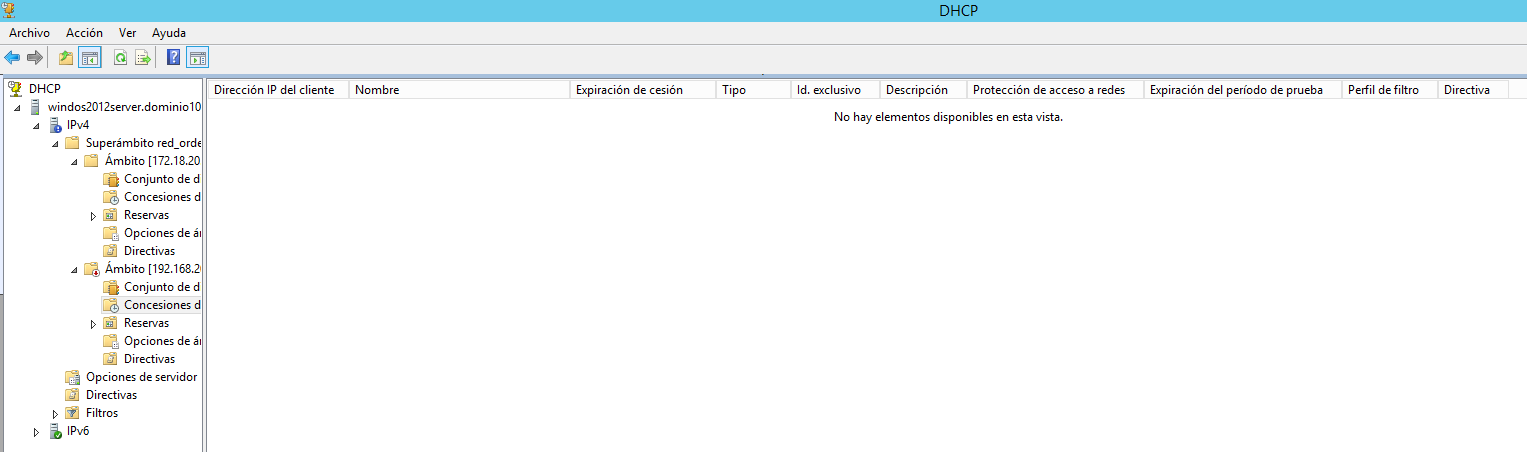 DHCP
Archivo Acción Ver Ayuda
DHCP
windos2012server.dominio10
IPv4
Superámbito red_orde
Ámbito [172.18.20
Conjunto de d
Concesiones d
Reservas
Opciones de á
Directivas
Ámbito [192.168.2
Conjunto de d
Concesiones d
Reservas
Opciones de á
Directivas
Opciones de servidor
Directivas
Filtros
IPv6
Dirección IP del cliente Nombre Expiración de cesión Tipo Id. exclusivo Descripción Protección de acceso a redes Expiración del período de prueba Perfil de filtro Directiva
No hay elementos disponibles en esta vista.